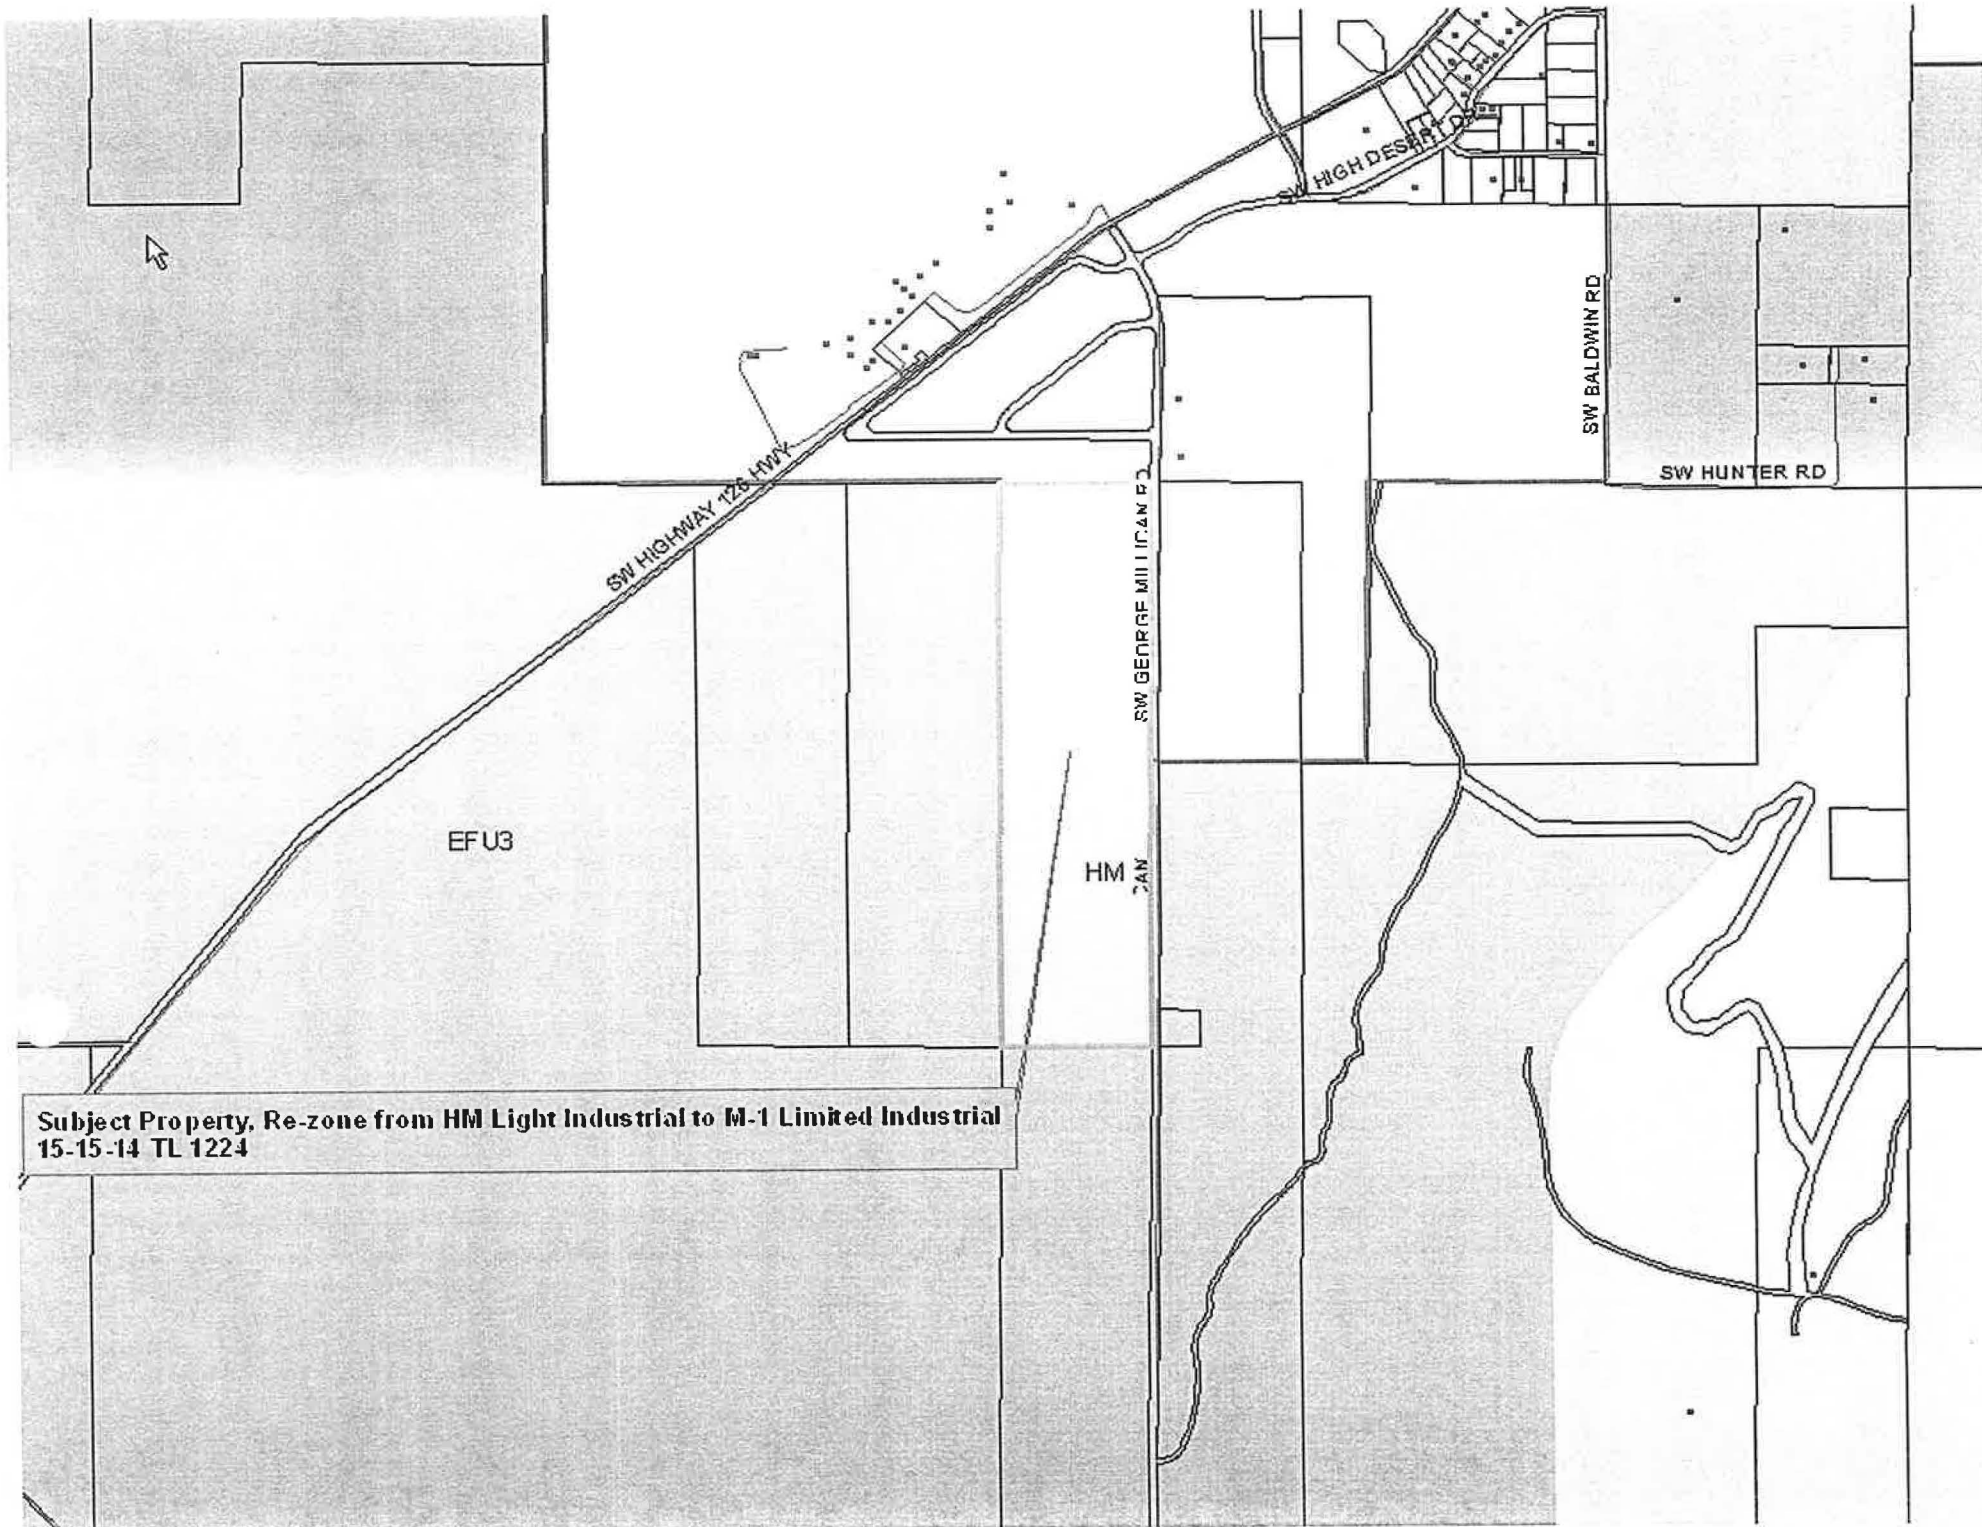 HIGH DESERT DR
SW BALDWIN RD
SW HUNTER RD
SW HIGHWAY 126 HWY
SW GEORGE MILLICAN RD
EFU3
HM
CAN
Subject Property, Re-zone from HM Light Industrial to M-1 Limited Industrial
15-15-14 TL 1224